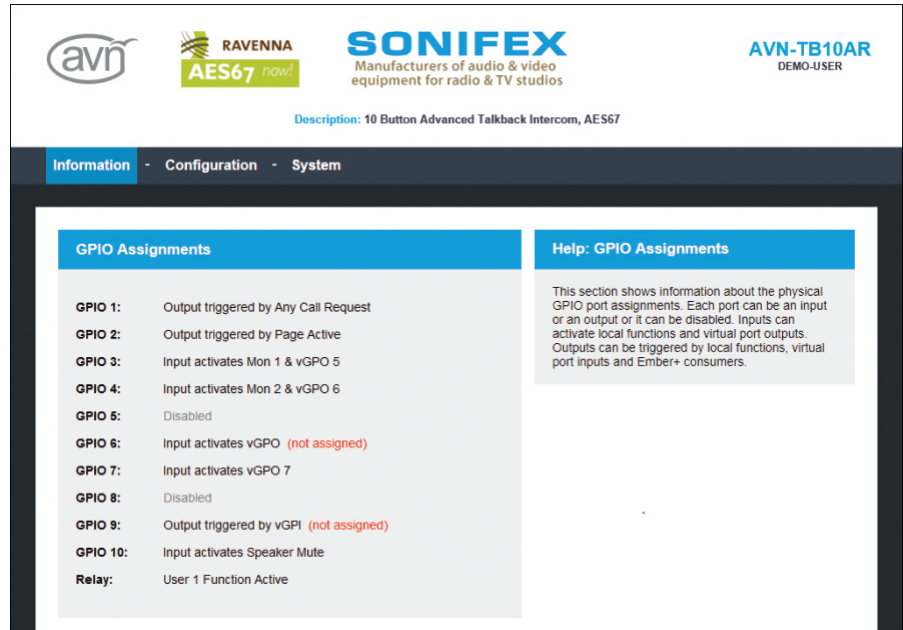 avn
RAVENNA
AES67 now!
SONIFEX
Manufacturers of audio & video
equipment for radio & TV studios
AVN-TB10AR
DEMO-USER
Description: 10 Button Advanced Talkback Intercom, AES67
Information - Configuration - System
GPIO Assignments
GPIO 1: Output triggered by Any Call Request
GPIO 2: Output triggered by Page Active
GPIO 3: Input activates Mon 1 & vGPO 5
GPIO 4: Input activates Mon 2 & vGPO 6
GPIO 5: Disabled
GPIO 6: Input activates vGPO (not assigned)
GPIO 7: Input activates vGPO 7
GPIO 8: Disabled
GPIO 9: Output triggered by vGPI (not assigned)
GPIO 10: Input activates Speaker Mute
Relay: User 1 Function Active
Help: GPIO Assignments
This section shows information about the physical
GPIO port assignments. Each port can be an input
or an output or it can be disabled. Inputs can
activate local functions and virtual port outputs.
Outputs can be triggered by local functions, virtual
port inputs and Ember+ consumers.